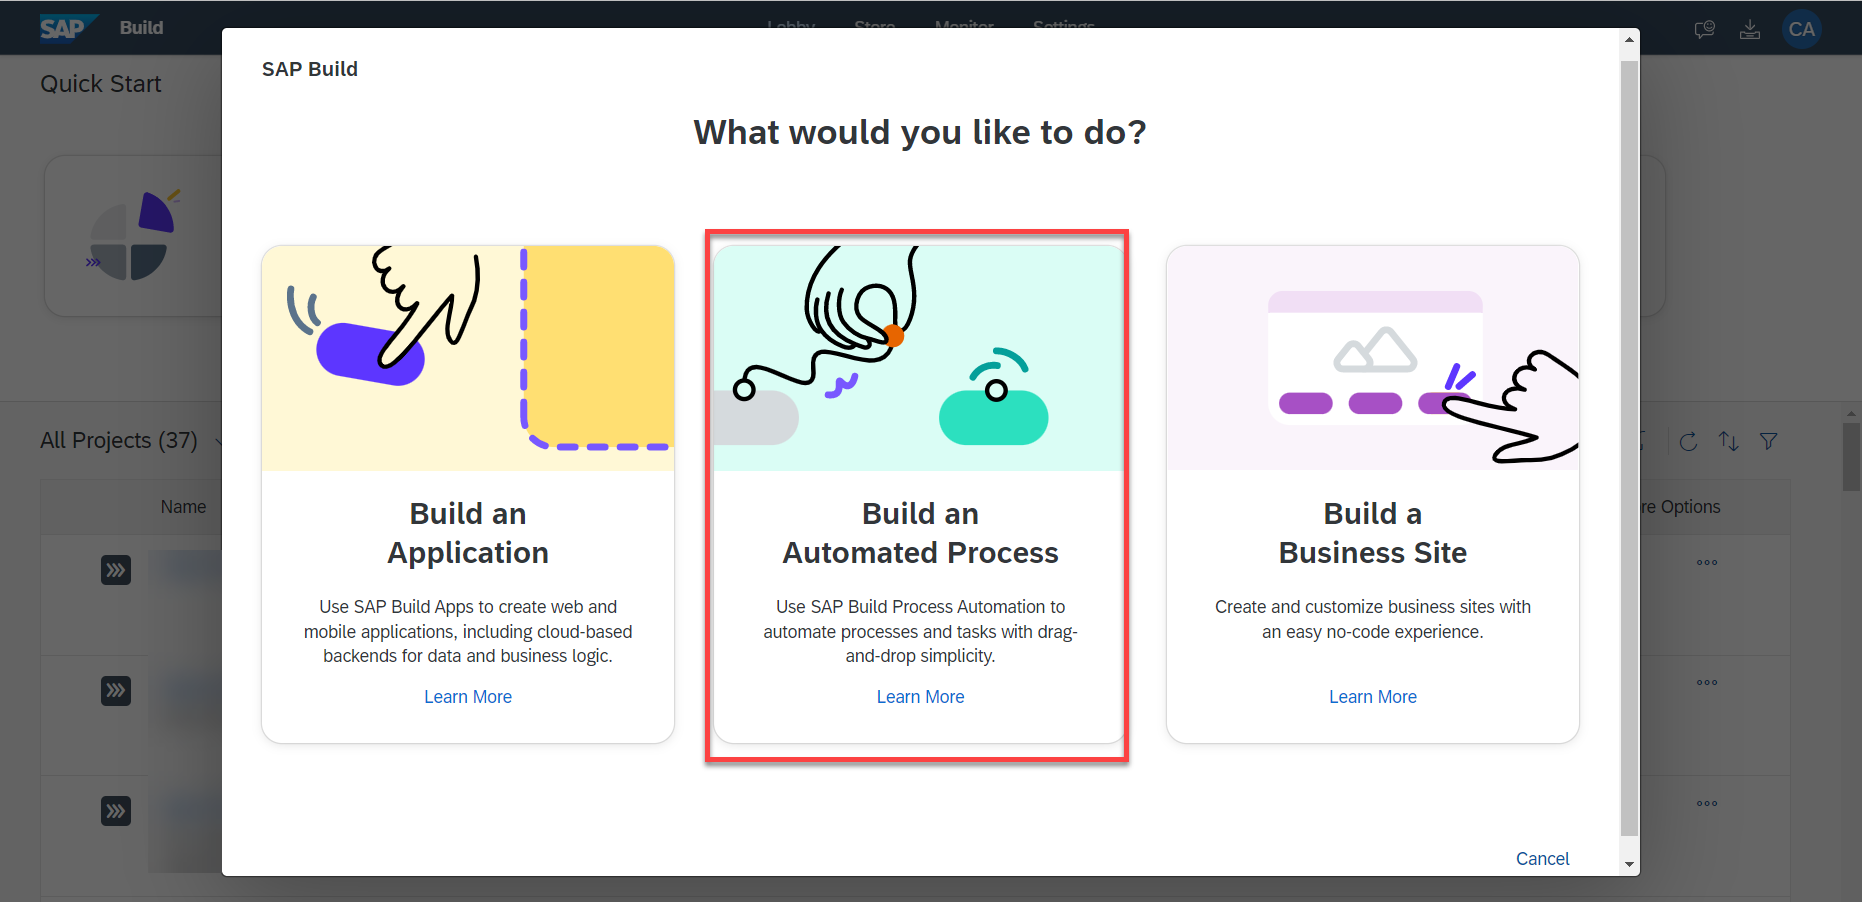 SAP Build
Lobby Store Monitor Settings
CA
Quick Start
SAP Build
What would you like to do?
Build an
Application
Use SAP Build Apps to create web and
mobile applications, including cloud-based
backends for data and business logic.
Learn More
Build an
Automated Process
Use SAP Build Process Automation to
automate processes and tasks with drag-
and-drop simplicity.
Learn More
Build a
Business Site
Create and customize business sites with
an easy no-code experience.
Learn More
Cancel
All Projects (37)
Name
re Options